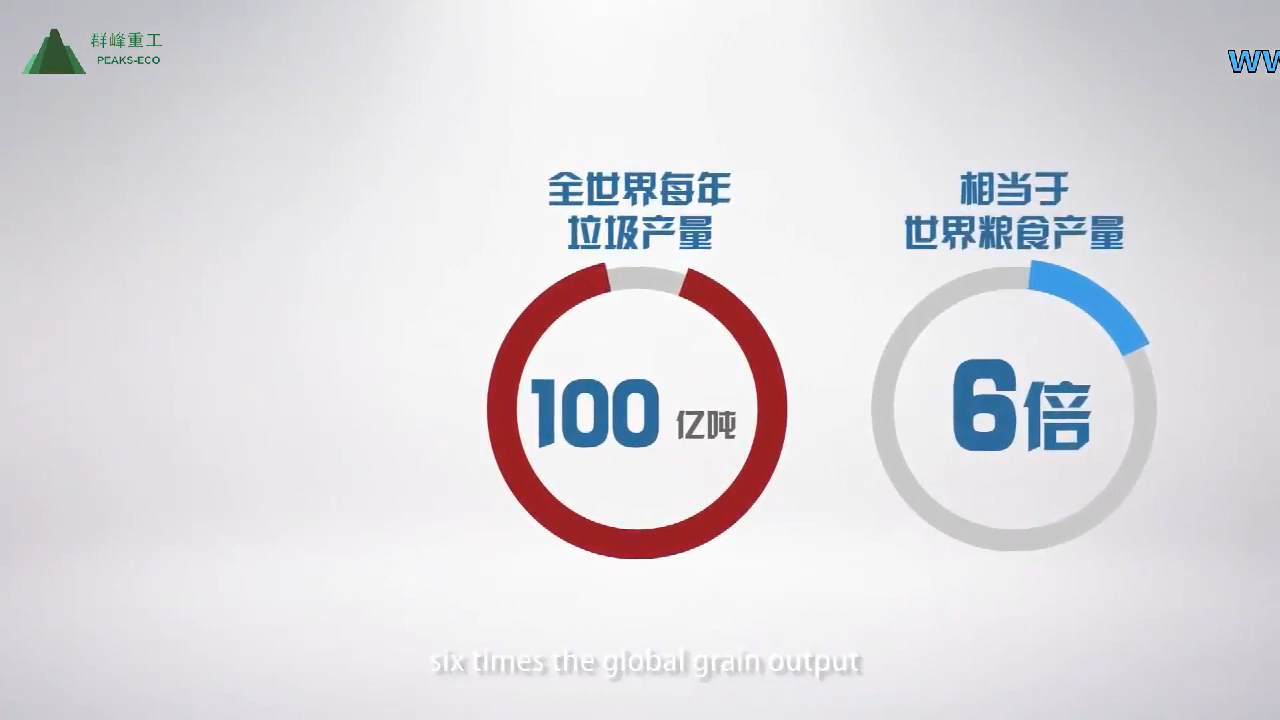 群峰重工
PEAKS-ECO
全世界每年
垃圾产量
100 亿吨
相当于
世界粮食产量
6倍
six times the global grain output